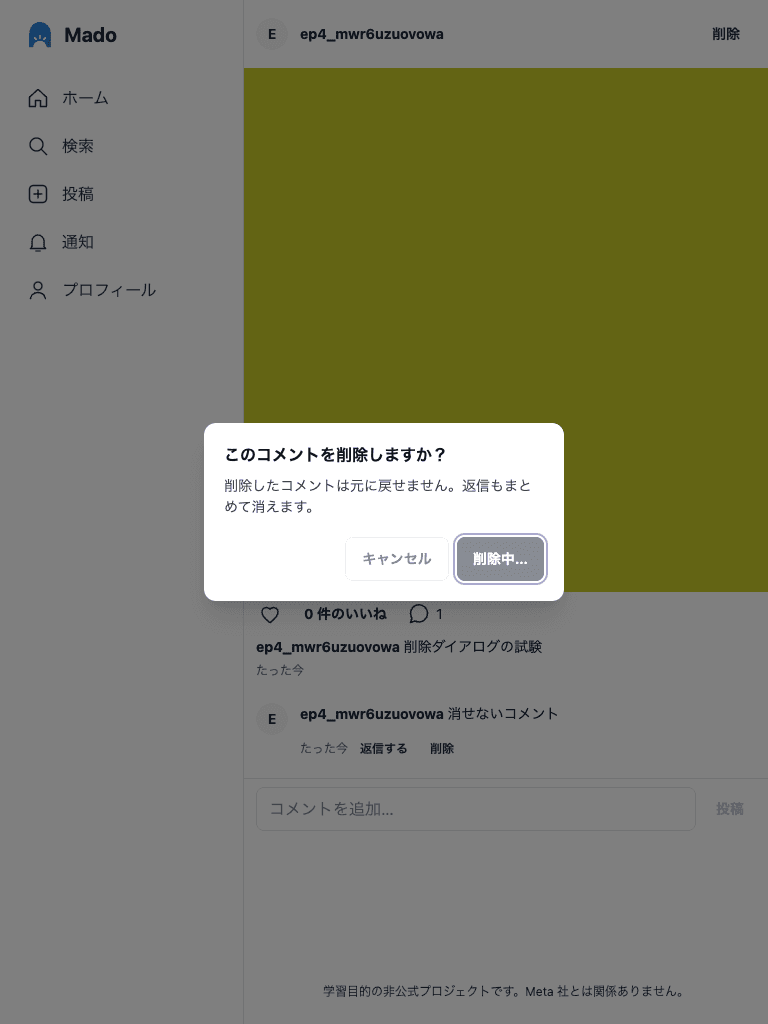 Mado
ホーム
検索
投稿
通知
プロフィール
E
ep4_mwr6uzuovowa
削除
このコメントを削除しますか？
削除したコメントは元に戻せません。返信もまと
めて消えます。
キャンセル
削除中...
0 件のいいね
1
ep4_mwr6uzuovowa 削除ダイアログの試験
たった今
E
ep4_mwr6uzuovowa 消せないコメント
たった今 返信する 削除
コメントを追加...
投稿
学習目的の非公式プロジェクトです。Meta 社とは関係ありません。